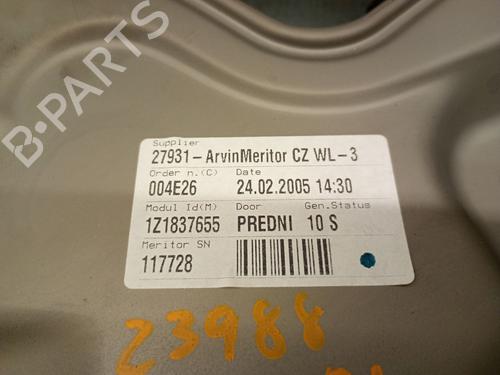 B-PARTS
Supplier
27931-ArvinMeritor CZ WL-3
Order n.(C) Date
004E26 24.02.2005 14:30
Modul Id(M) Door Gen.Status
1Z1837655 PREDNI 10 S
Meritor SN
117728
23988